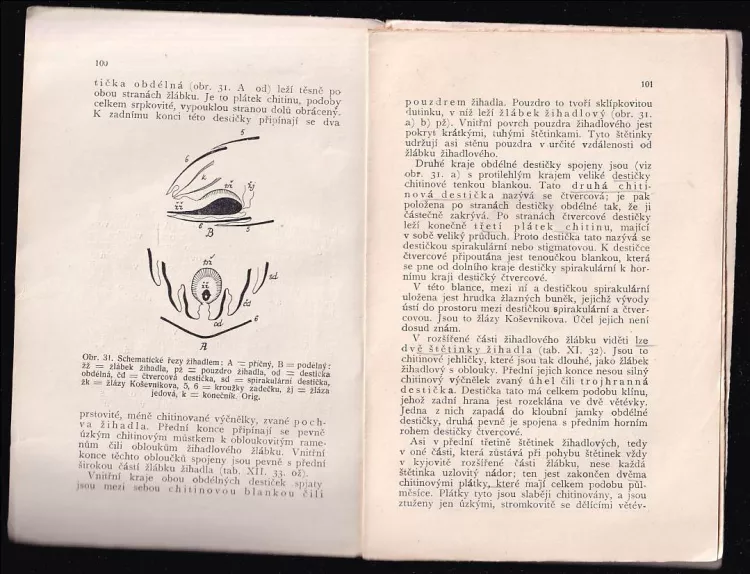 100
tička obdélná (obr. 31. A od) leží těsně po
obou stranách žlábku. Je to plátek chitinu, podoby
celkem srpkovité, vypouklou stranou dolů obrácený.
K zadnímu konci této destičky připínají se dva
5
6
k
pž
žj
žž
6
5
B
pž
žž
sd
čd
od
6
A
Obr. 31. Schematické řezy žihadlem: A = příčný, B = podelný:
žž = žlábek žihadla, pž = pouzdro žihadla, od = destička
obdélná, čd = čtvercová destička, sd = spirakulární destička,
žk = žlázy Koševnikova, 5, 6 = kroužky zadečku, žj = žláza
jedová, k = konečník. Orig.
prstovité, méně chitinované výčnělky, zvané poch-
va žihadla. Přední konce připínají se pevně
úzkým chitinovým můstkem k obloukovitým rame-
nům čili obloukům žihadlového žlábku. Vnitřní
konce těchto obloučků spojeny jsou pevně s přední
širokou částí žlábku žihadla (tab. XII. 33. ož).
Vnitřní kraje obou obdélných destiček spjaty
jsou mezi sebou chitinovou blankou čili
101
pouzdrem žihadla. Pouzdro to tvoří sklípkovitou
dutinku, v níž leží žlábek žihadlový (obr. 31.
a) b) pž). Vnitřní povrch pouzdra žihadlového jest
pokryt krátkými, tuhými štětinkami. Tyto štětinky
udržují asi stěnu pouzdra v určité vzdálenosti od
žlábku žihadlového.
Druhé kraje obdélné destičky spojeny jsou (viz
obr. 31. a) s protilehlým krajem veliké destičky
chitinové tenkou blankou. Tato druhá chiti-
nová destička nazývá se čtvercová; je pak
položena po stranách destičky obdélné tak, že ji
částečně zakrývá. Po stranách čtvercové destičky
leží konečně třetí plátek chitinu, mající
v sobě veliký průduch. Proto destička tato nazývá se
destičkou spirakulární nebo stigmatovou. K destičce
čtvercové připoutána jest tenoučkou blankou, která
se pne od dolního kraje destičky spirakulární k hor-
nímu kraji destičky čtvercové.
V této blance, mezi ní a destičkou spirakulární
uložena jest hrudka žlazných buněk, jejichž vývody
ústí do prostoru mezi destičkou spirakulární a čtver-
covou. Jsou to žlázy Koševnikova. Účel jejich není
dosud znám.
V rozšířené části žihadlového žlábku viděti lze
dvě štětinky žihadla (tab. XI. 32). Jsou to
chitinové jehličky, které jsou tak dlouhé, jako žlábek
žihadlový s oblouky. Přední jejich konce nesou silný
chitinový výčnělek zvaný úhel čili trojhranná
destička. Destička tato má celkem podobu klínu,
jehož zadní hrana jest rozeklána ve dvě větévky.
Jedna z nich zapadá do kloubní jamky obdélné
destičky, druhá pevně je spojena s předním horním
rohem destičky čtvercové.
Asi v přední třetině štětinek žihadlových, tedy
v oné části, která zůstává při pohybu štětinek vždy
v kyjovitě rozšířené části žlábku, nese každá
štětinka uzlovitý nádor; ten jest zakončen dvěma
chitinovými plátky, které mají celkem podobu půl-
měsíce. Plátky tyto jsou slaběji chitinovány, a jsou
ztuženy jen úzkými, stromkovitě se dělícími větév-